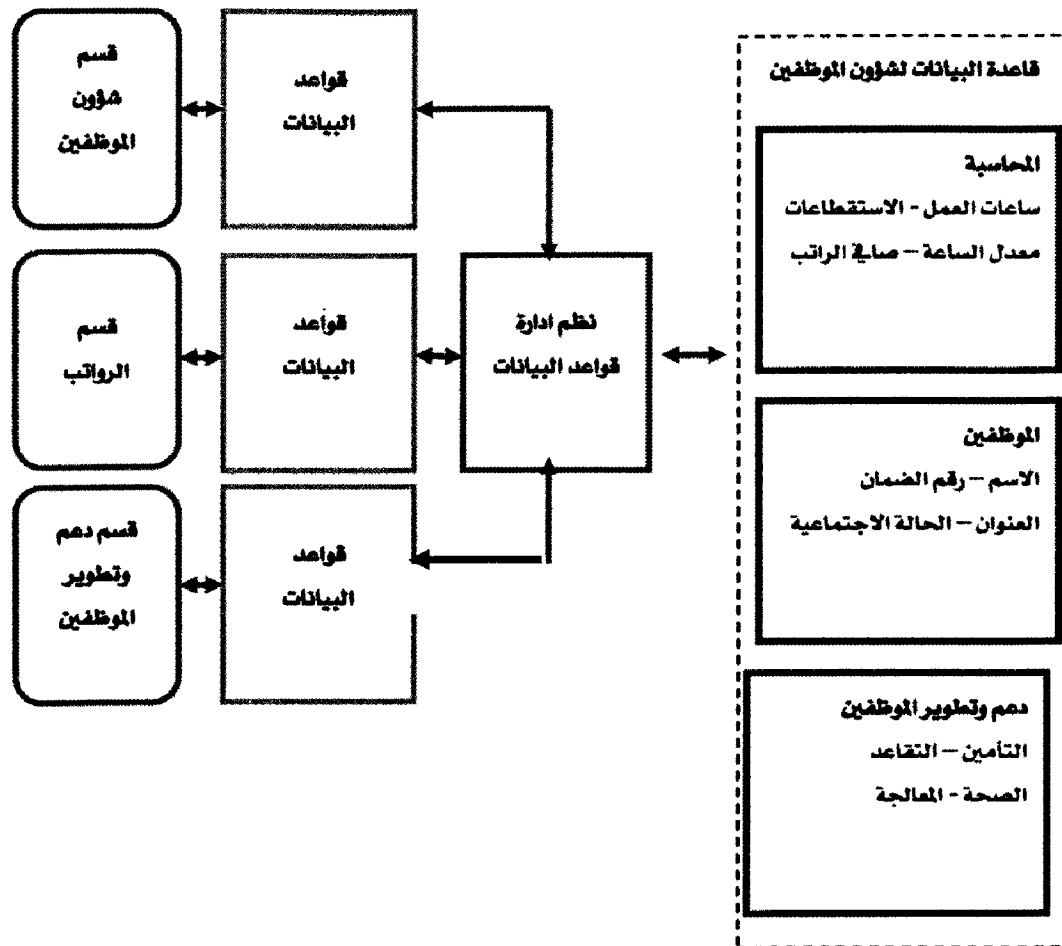 قاعدة البيانات لشؤون الموظفين
المحاسبة
ساعات العمل - الاستقطاعات
معدل الساعة – صافي الراتب
الموظفين
الاسم – رقم الضمان
العنوان – الحالة الاجتماعية
دعم وتطوير الموظفين
التأمين – التقاعد
الصحة - المعالجة
نظم ادارة
قواعد البيانات
قواعد
البيانات
قسم
شؤون
الموظفين
قواعد
البيانات
قسم
الرواتب
قواعد
البيانات
قسم دعم
وتطوير
الموظفين